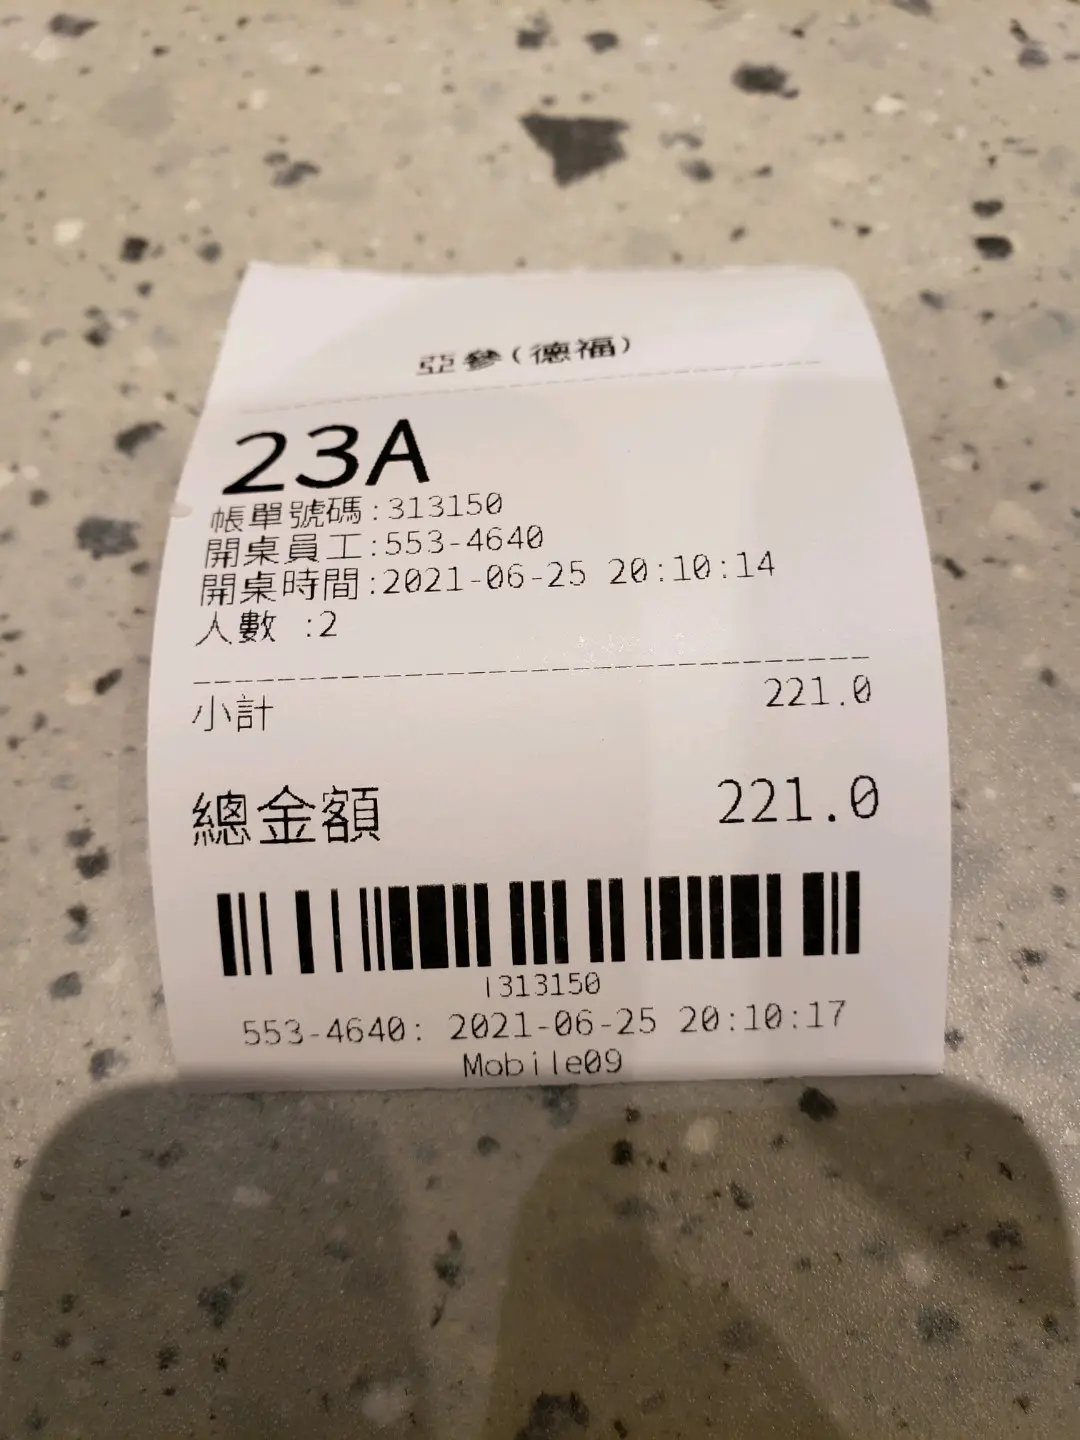 亞參(德福)
23A
帳單號碼:313150
開桌員工:553-4640
開桌時間:2021-06-25 20:10:14
人數 :2
小計 221.0
總金額 221.0
I313150
553-4640: 2021-06-25 20:10:17
Mobile09